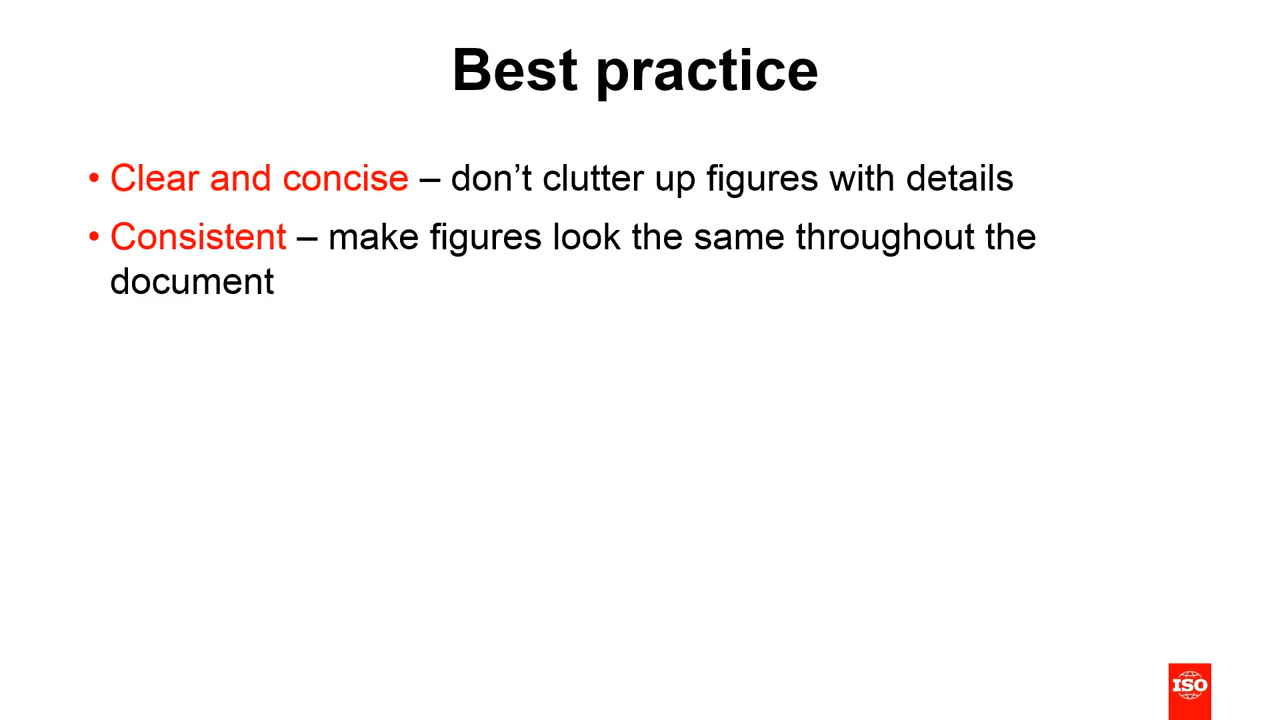 Best practice
• Clear and concise – don’t clutter up figures with details
• Consistent – make figures look the same throughout the
document
ISO